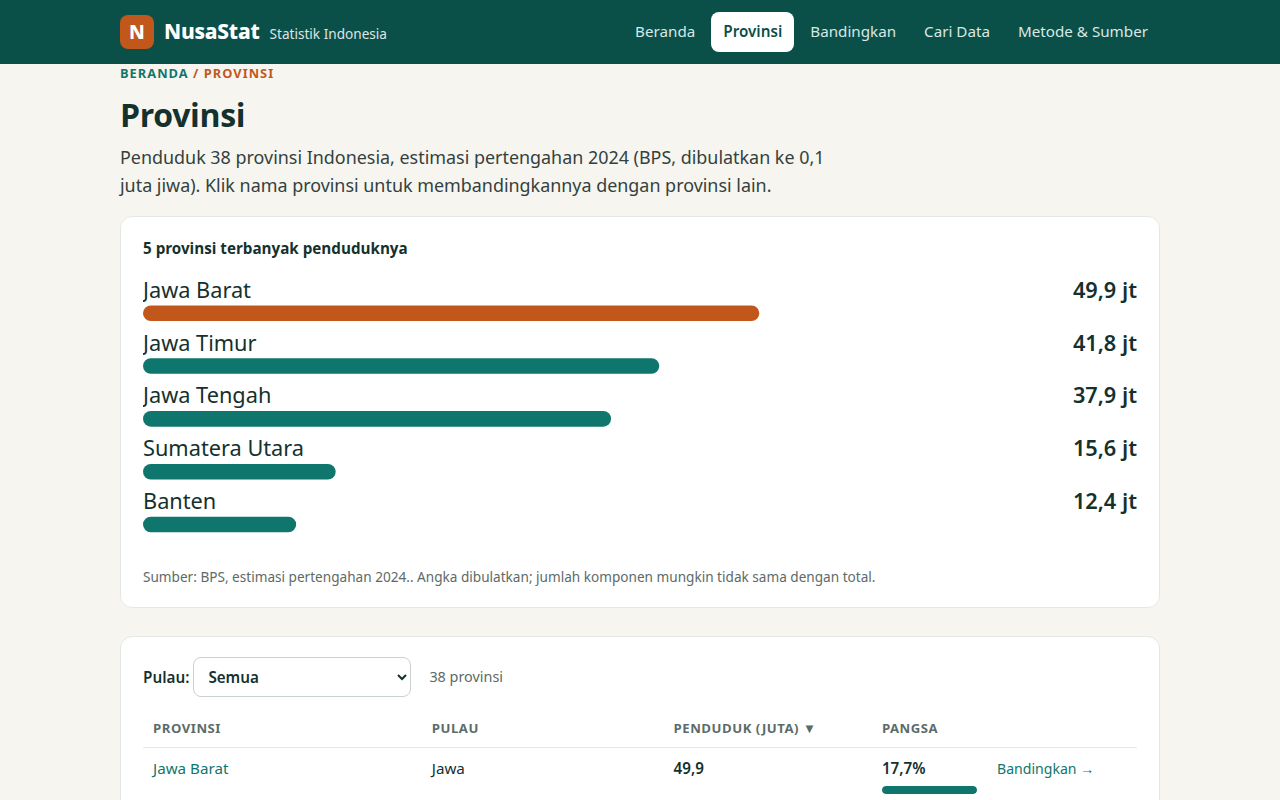 N NusaStat Statistik Indonesia Beranda Provinsi Bandingkan Cari Data Metode & Sumber
BERANDA / PROVINSI
Provinsi
Penduduk 38 provinsi Indonesia, estimasi pertengahan 2024 (BPS, dibulatkan ke 0,1
juta jiwa). Klik nama provinsi untuk membandingkannya dengan provinsi lain.
5 provinsi terbanyak penduduknya
Jawa Barat 49,9 jt
Jawa Timur 41,8 jt
Jawa Tengah 37,9 jt
Sumatera Utara 15,6 jt
Banten 12,4 jt
Sumber: BPS, estimasi pertengahan 2024.. Angka dibulatkan; jumlah komponen mungkin tidak sama dengan total.
Pulau: Semua 38 provinsi
PROVINSI PULAU PENDUDUK (JUTA) ▼ PANGSA
Jawa Barat Jawa 49,9 17,7% Bandingkan →